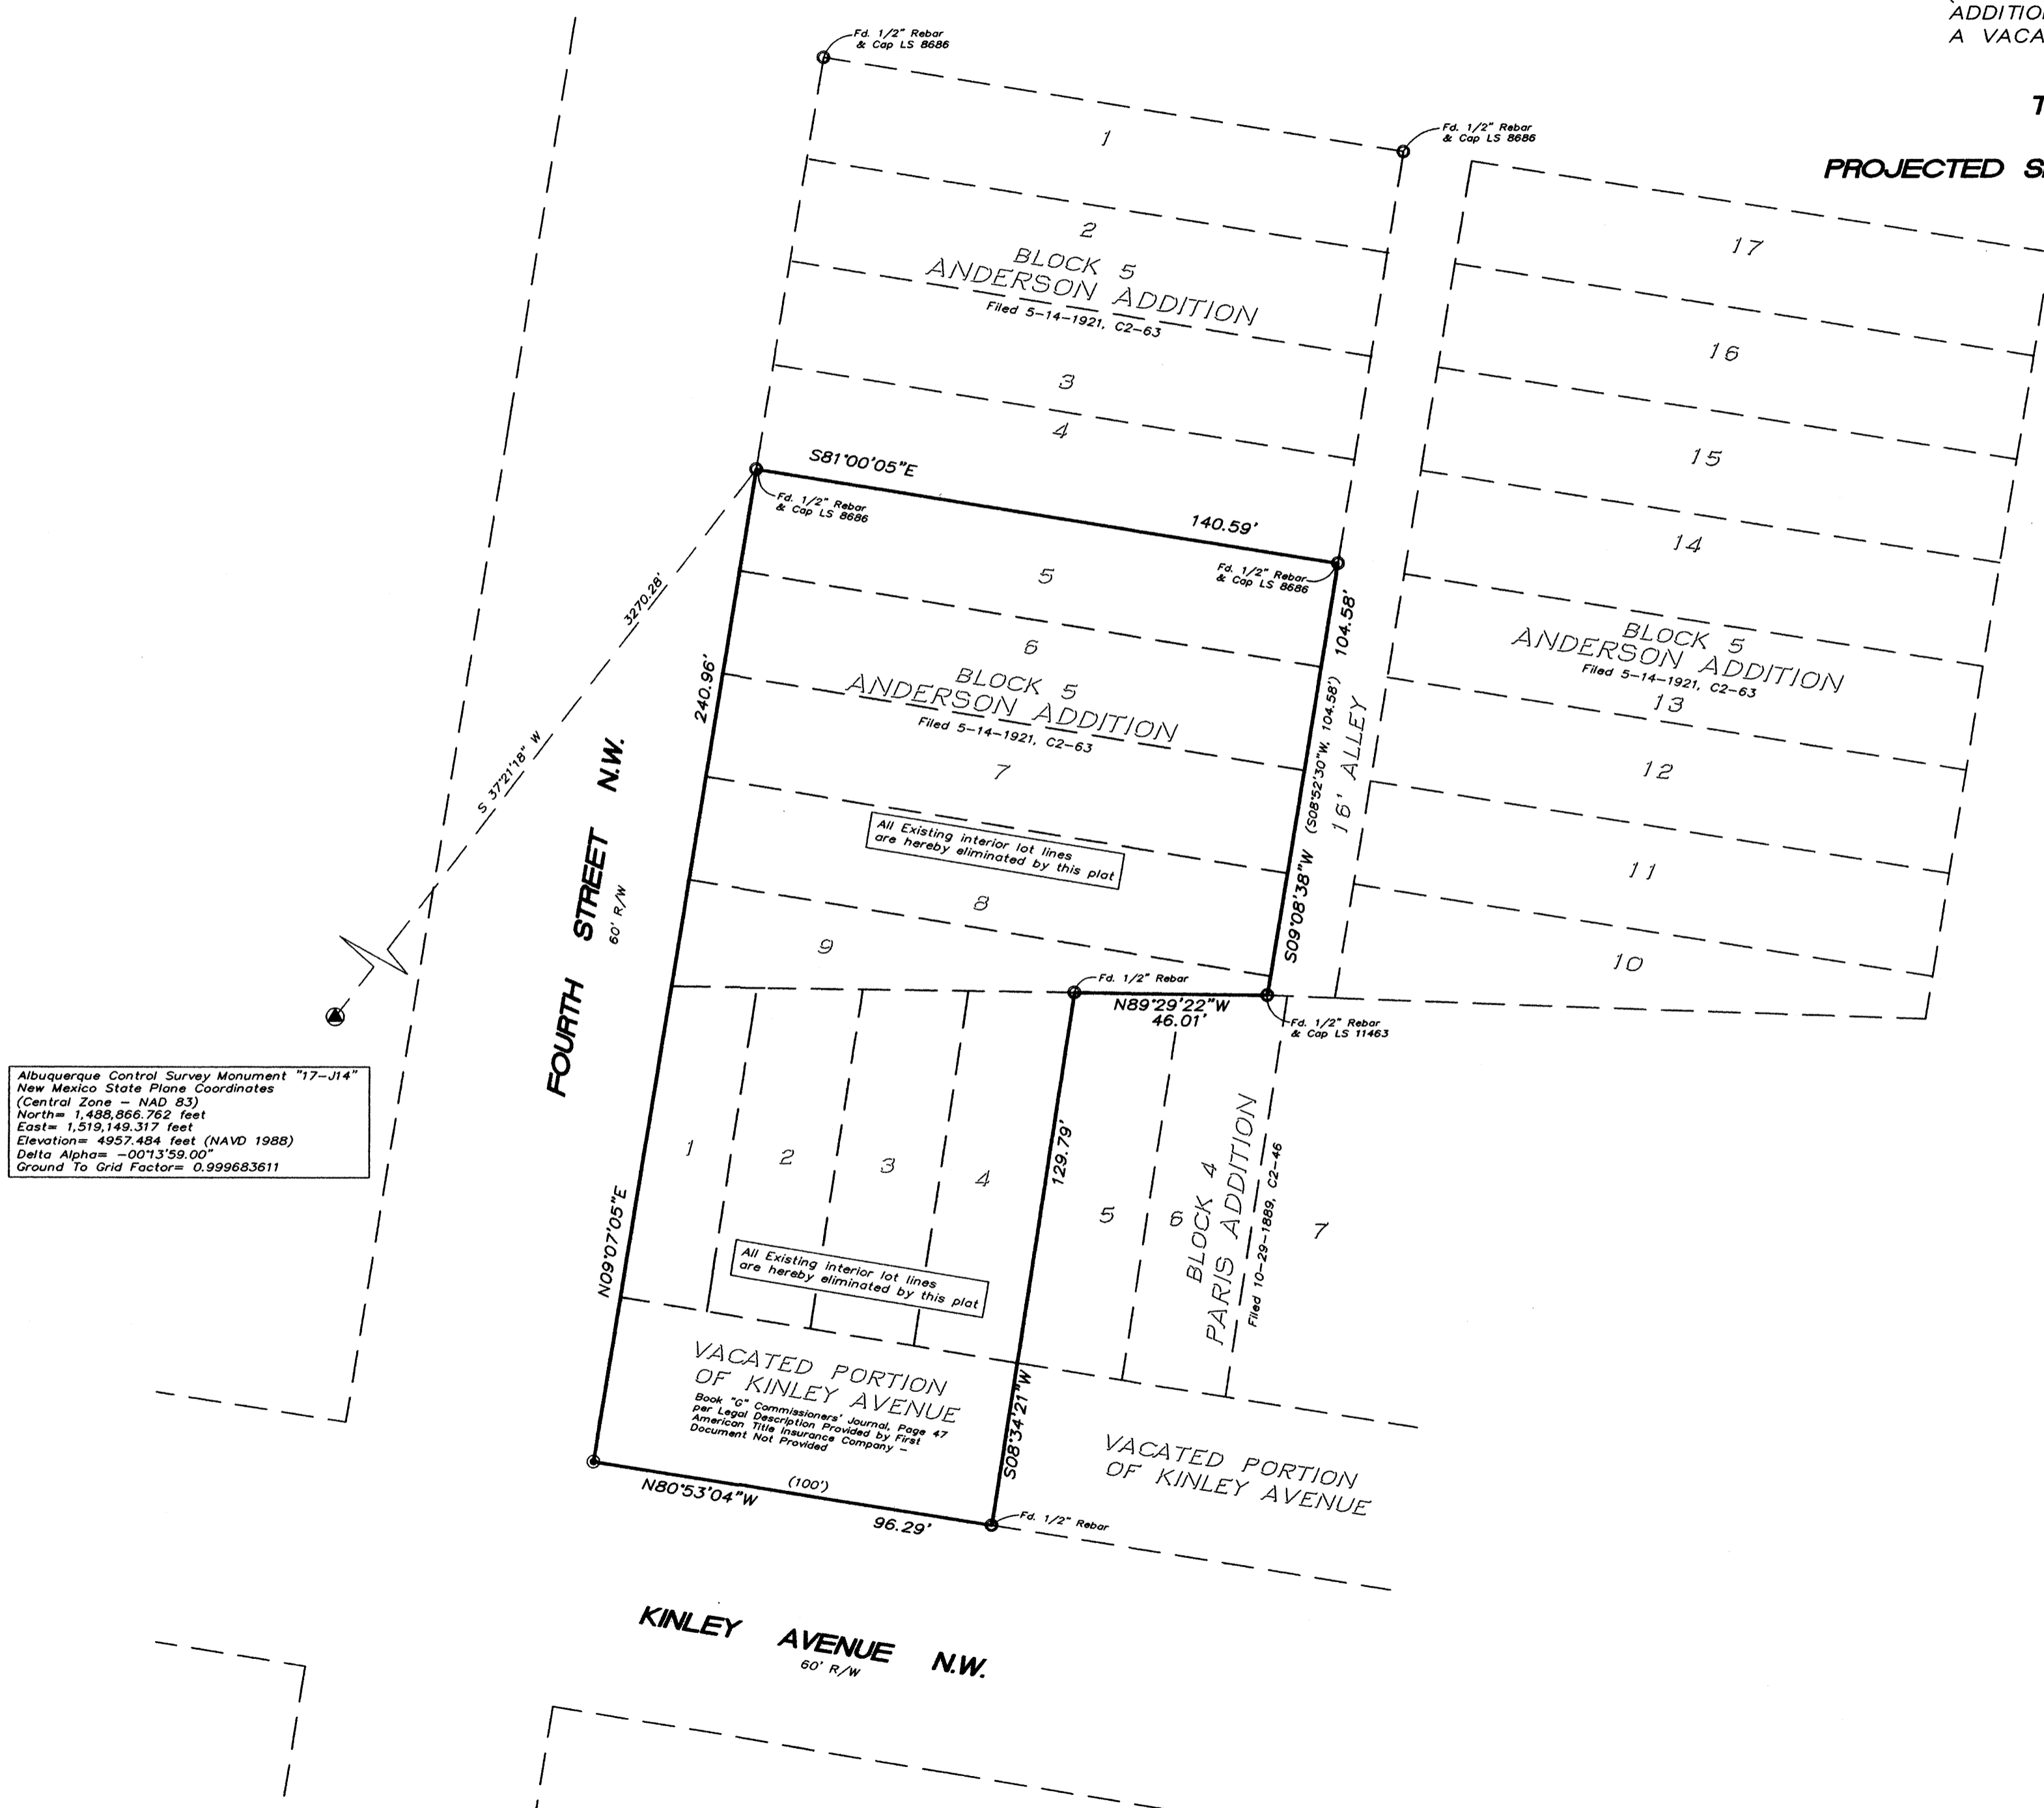 ADDITIO
A VACA
T
PROJECTED S
Fd. 1/2" Rebar
& Cap LS 8686
Fd. 1/2" Rebar
& Cap LS 8686
1
2
BLOCK 5
ANDERSON ADDITION
Filed 5-14-1921, C2-63
3
4
17
16
15
14
BLOCK 5
ANDERSON ADDITION
Filed 5-14-1921, C2-63
13
12
11
10
S81°00'05"E
140.59'
Fd. 1/2" Rebar
& Cap LS 8686
Fd. 1/2" Rebar
& Cap LS 8686
3270.28'
S 37°21'18" W
240.96'
N09°07'05"E
FOURTH STREET N.W.
60' R/W
5
6
BLOCK 5
ANDERSON ADDITION
Filed 5-14-1921, C2-63
7
All Existing interior lot lines
are hereby eliminated by this plat
8
9
S09°08'38"W (S08°52'30"W, 104.58') 104.58'
16' ALLEY
Fd. 1/2" Rebar
N89°29'22"W
46.01'
Fd. 1/2" Rebar
& Cap LS 11463
Albuquerque Control Survey Monument "17-J14"
New Mexico State Plane Coordinates
(Central Zone - NAD 83)
North= 1,488,866.762 feet
East= 1,519,149.317 feet
Elevation= 4957.484 feet (NAVD 1988)
Delta Alpha= -00°13'59.00"
Ground To Grid Factor= 0.999683611
1
2
3
4
129.79'
S08°34'21"W
5
6
BLOCK 4
PARIS ADDITION
Filed 10-29-1889, C2-46
7
All Existing interior lot lines
are hereby eliminated by this plat
VACATED PORTION
OF KINLEY AVENUE
Book "G" Commissioners' Journal, Page 47
per Legal Description Provided by First
American Title Insurance Company -
Document Not Provided
(100')
N80°53'04"W
96.29'
Fd. 1/2" Rebar
VACATED PORTION
OF KINLEY AVENUE
KINLEY AVENUE N.W.
60' R/W